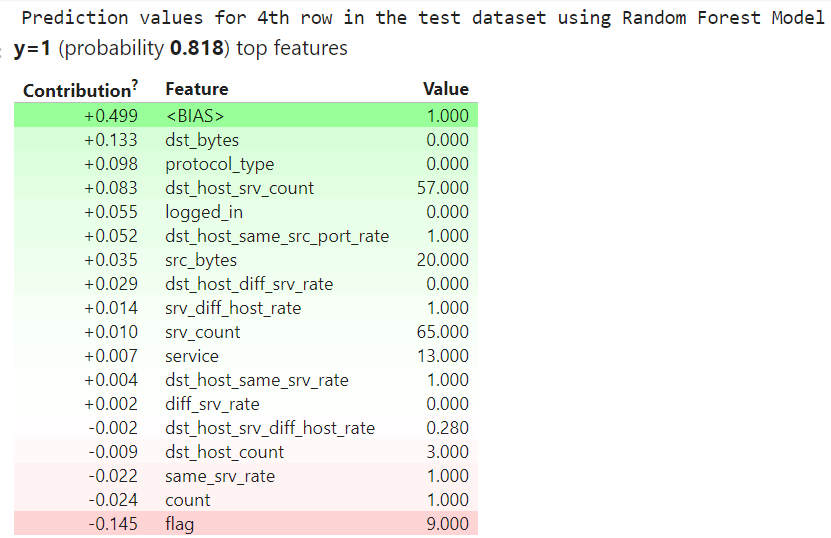 Prediction values for 4th row in the test dataset using Random Forest Model
y=1 (probability 0.818) top features
Contribution? Feature Value
+0.499 <BIAS> 1.000
+0.133 dst_bytes 0.000
+0.098 protocol_type 0.000
+0.083 dst_host_srv_count 57.000
+0.055 logged_in 0.000
+0.052 dst_host_same_src_port_rate 1.000
+0.035 src_bytes 20.000
+0.029 dst_host_diff_srv_rate 0.000
+0.014 srv_diff_host_rate 1.000
+0.010 srv_count 65.000
+0.007 service 13.000
+0.004 dst_host_same_srv_rate 1.000
+0.002 diff_srv_rate 0.000
-0.002 dst_host_srv_diff_host_rate 0.280
-0.009 dst_host_count 3.000
-0.022 same_srv_rate 1.000
-0.024 count 1.000
-0.145 flag 9.000